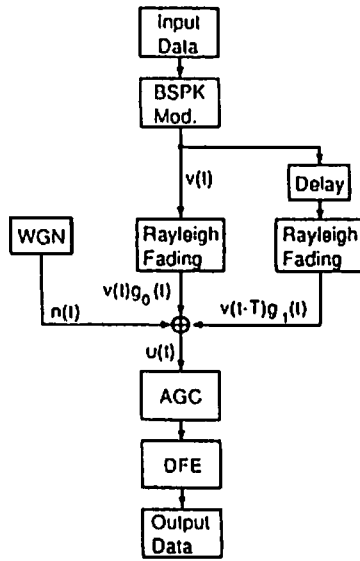 Input
Data
BSPK
Mod.
v(t)
Delay
WGN
Rayleigh
Fading
Rayleigh
Fading
v(t)g₀(t)
n(t)
v(t-T)g₁(t)
u(t)
AGC
DFE
Output
Data